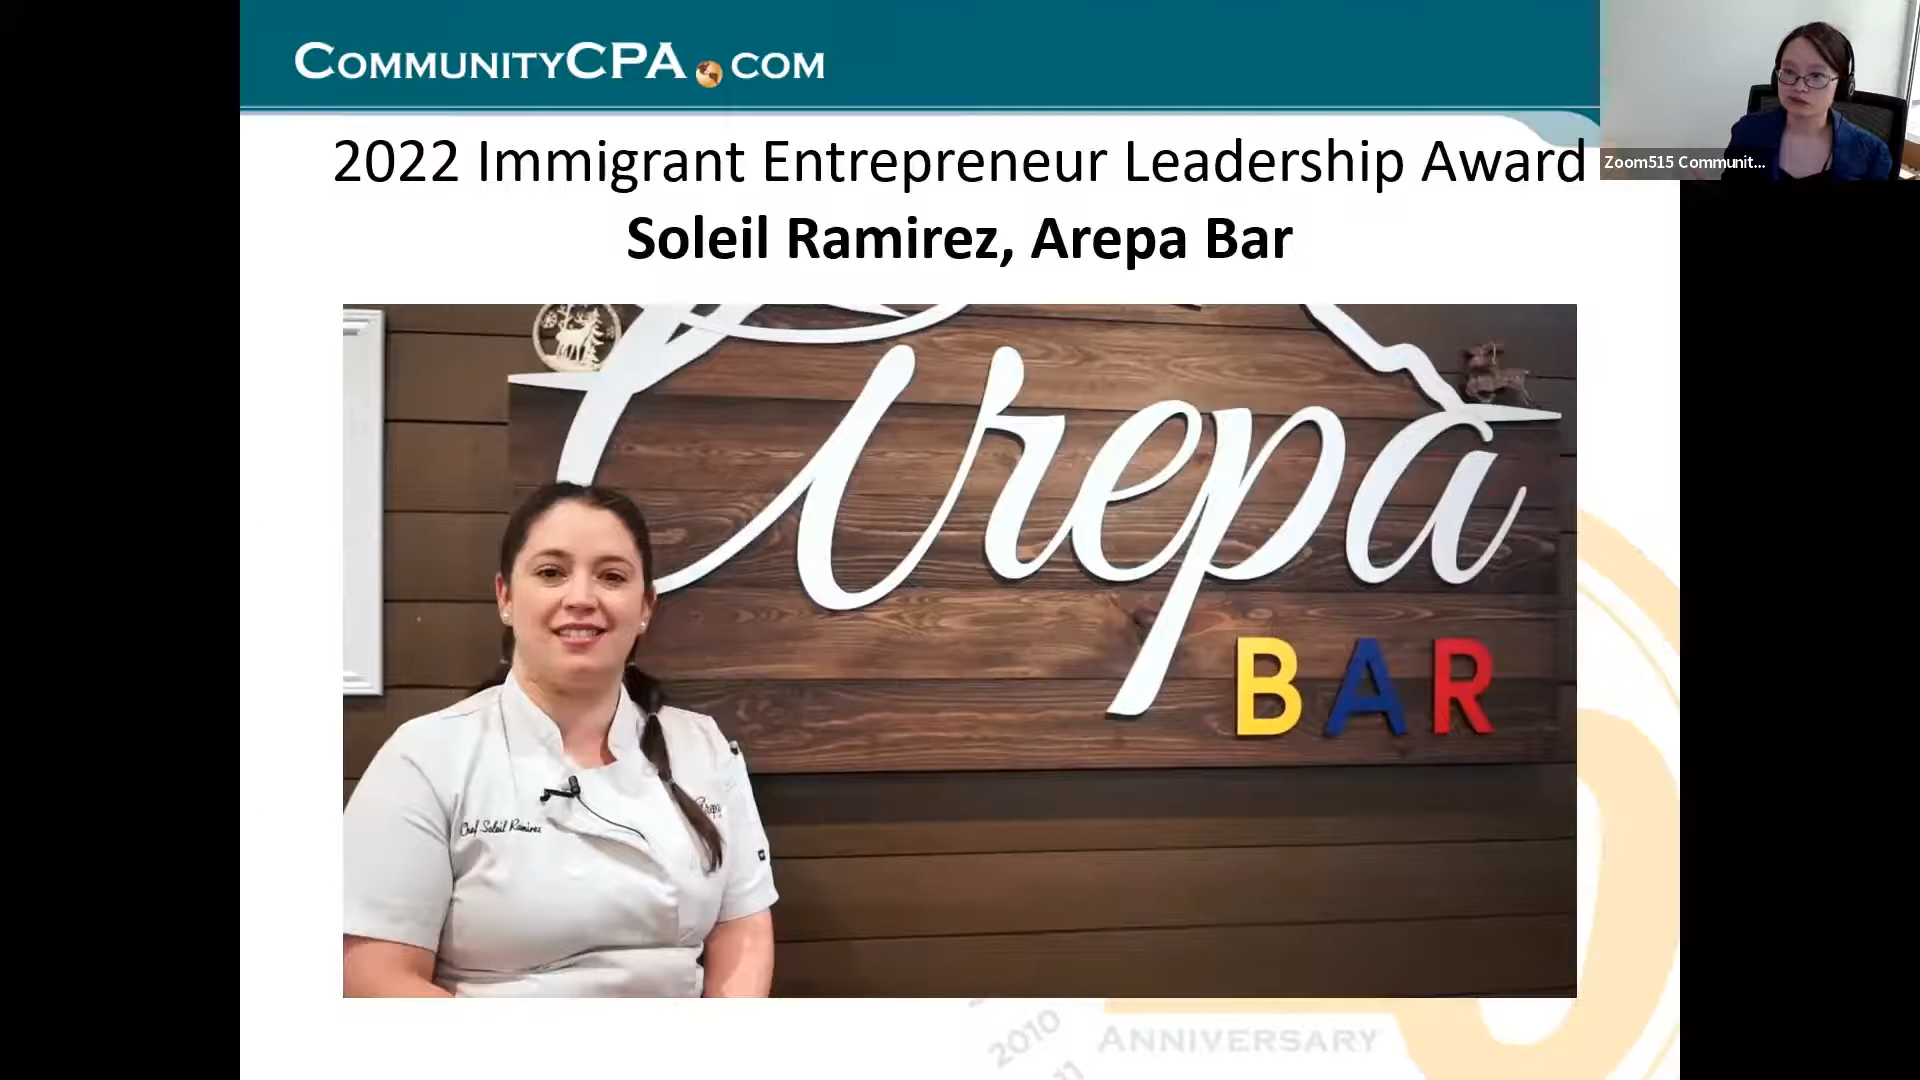 COMMUNITYCPA.COM
Zoom515 Communit...
2022 Immigrant Entrepreneur Leadership Award
Soleil Ramirez, Arepa Bar
Arepa
BAR
Chef Soleil Ramirez
2010
ANNIVERSARY